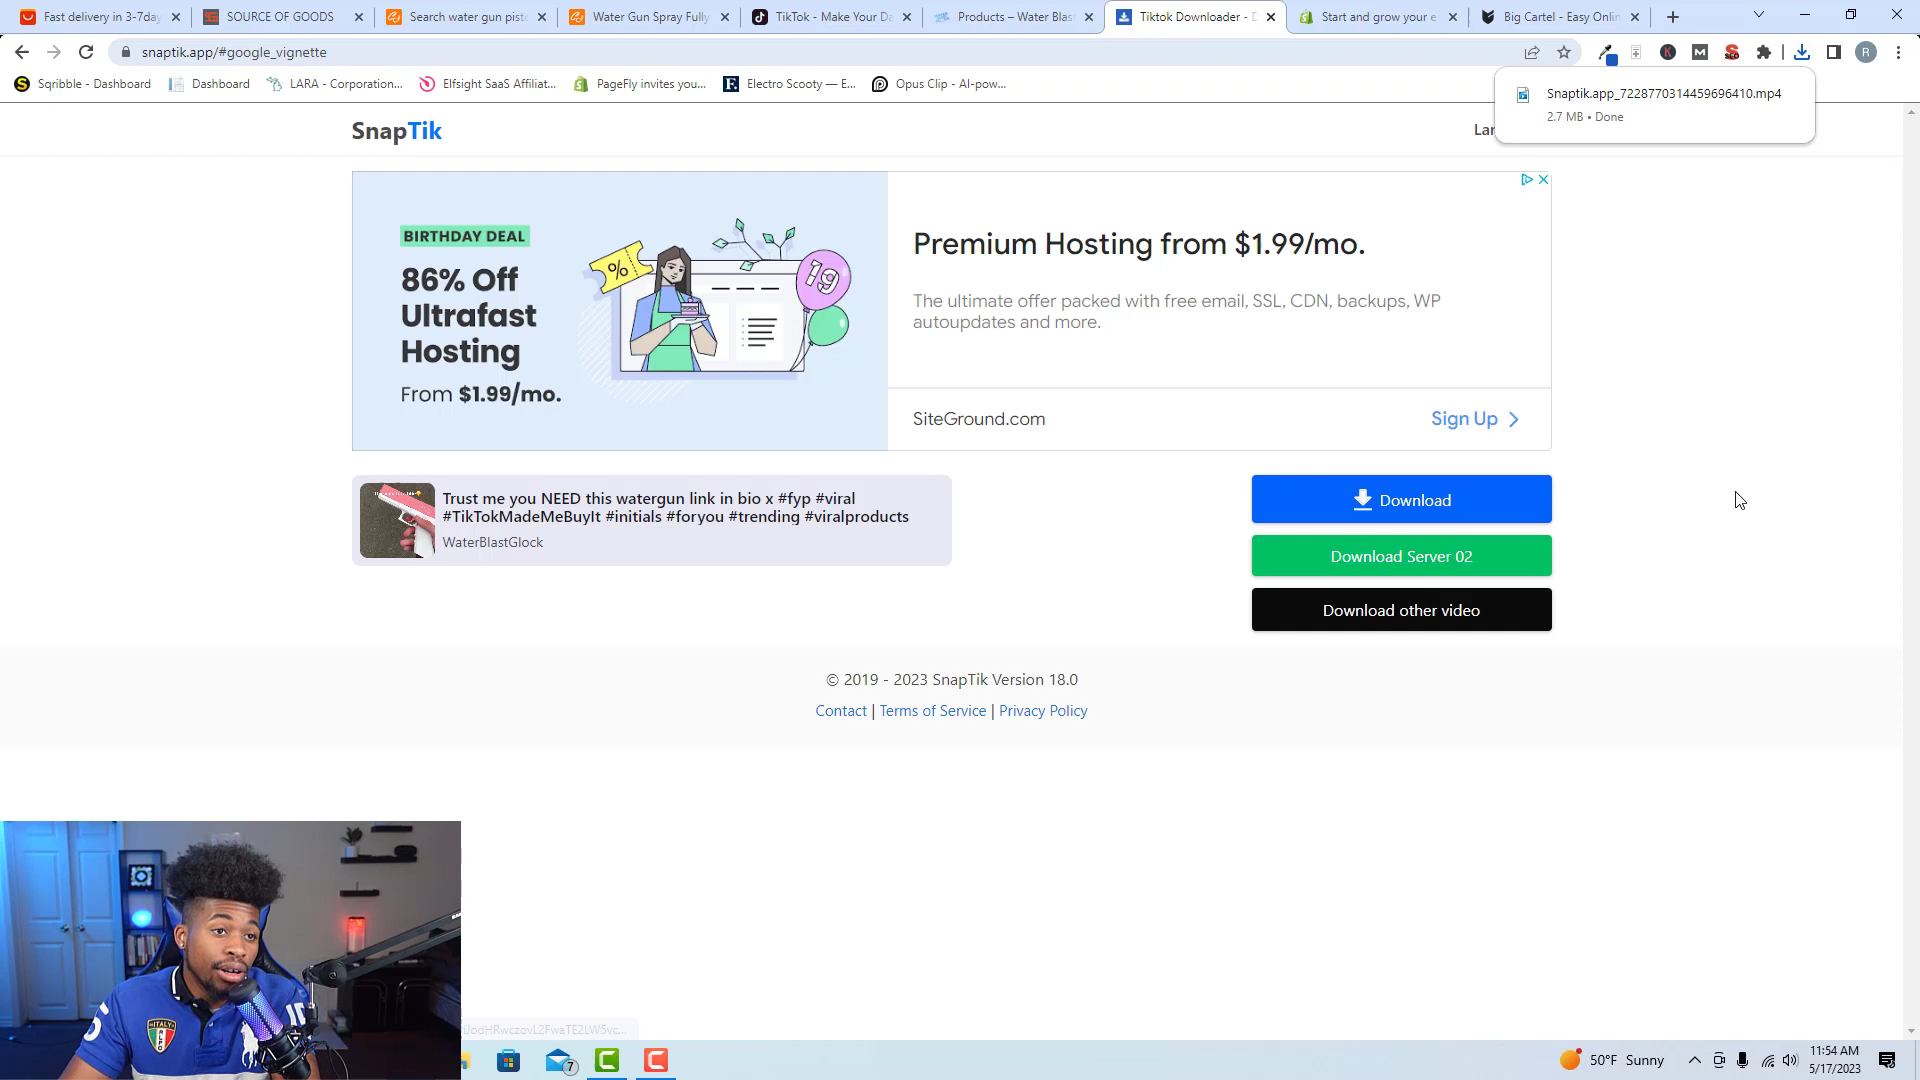 Fast delivery in 3-7day
SOURCE OF GOODS
Search water gun pist
Water Gun Spray Fully
TikTok - Make Your Da
Products – Water Blast
Tiktok Downloader - D
Start and grow your e
Big Cartel - Easy Onlin
snaptik.app/#google_vignette
Sqribble - Dashboard
Dashboard
LARA - Corporation...
Elfsight SaaS Affiliat...
PageFly invites you...
Electro Scooty — E...
Opus Clip - AI-pow...
Snaptik.app_7228770314459696410.mp4
2.7 MB • Done
SnapTik
Lan
BIRTHDAY DEAL
86% Off
Ultrafast
Hosting
From $1.99/mo.
%
19
Premium Hosting from $1.99/mo.
The ultimate offer packed with free email, SSL, CDN, backups, WP
autoupdates and more.
SiteGround.com
Sign Up
Trust me you NEED this watergun link in bio x #fyp #viral
#TikTokMadeMeBuyIt #initials #foryou #trending #viralproducts
WaterBlastGlock
Download
Download Server 02
Download other video
© 2019 - 2023 SnapTik Version 18.0
Contact | Terms of Service | Privacy Policy
ITALY
7
50°F Sunny
11:54 AM
5/17/2023